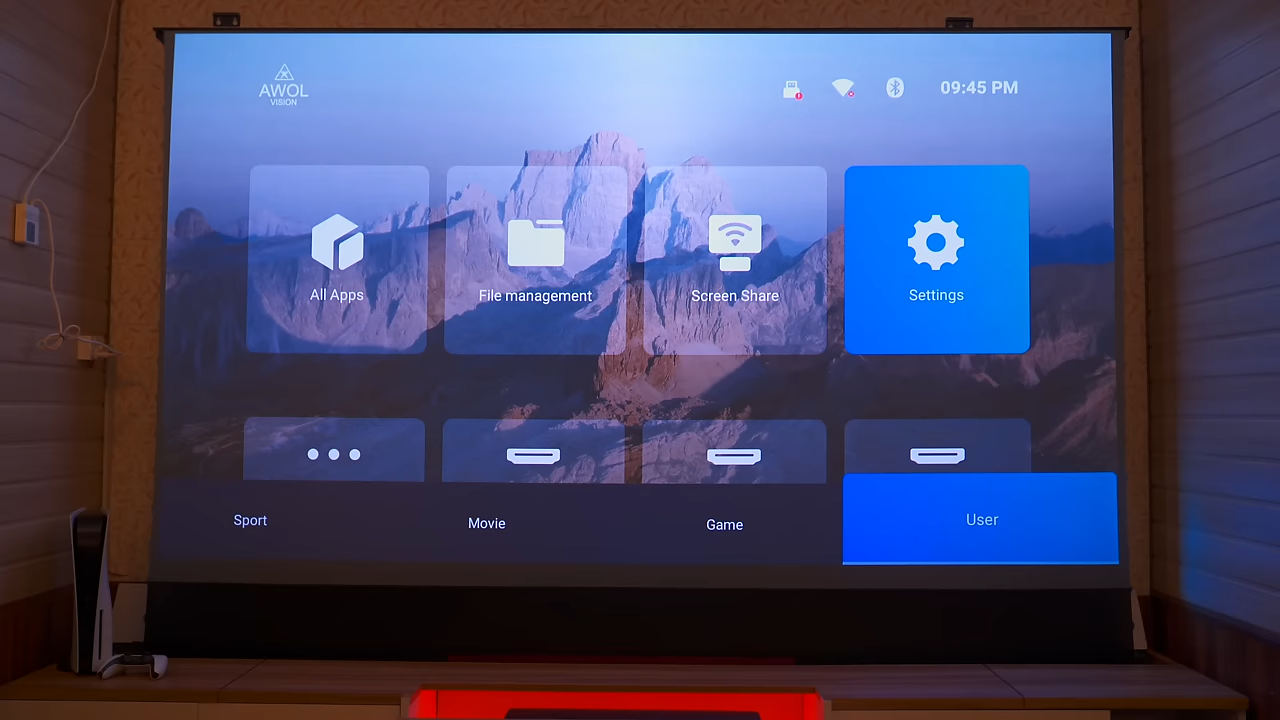 AWOL
VISION
09:45 PM
All Apps
File management
Screen Share
Settings
Sport
Movie
Game
User